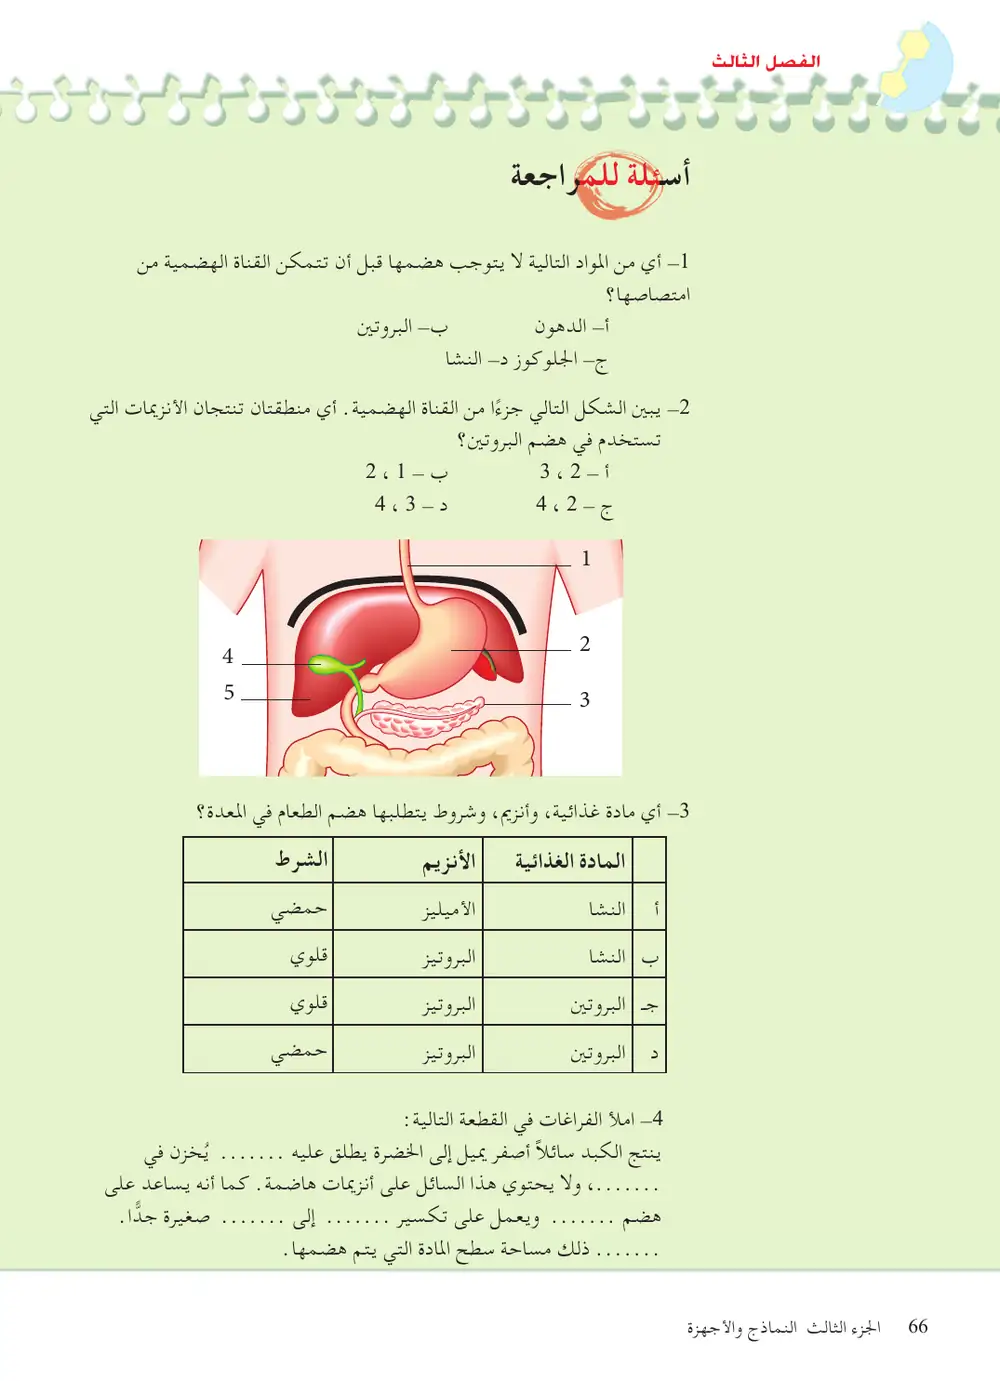 الفصل الثالث
أسئلة للمراجعة
1– أي من المواد التالية لا يتوجب هضمها قبل أن تتمكن القناة الهضمية من
امتصاصها؟
أ– الدهون ب– البروتين
ج– الجلوكوز د– النشا
2– يبين الشكل التالي جزءًا من القناة الهضمية. أي منطقتان تنتجان الأنزيمات التي
تستخدم في هضم البروتين؟
أ – 2 ، 3 ب – 1 ، 2
ج – 2 ، 4 د – 3 ، 4
1
2
4
5
3
3– أي مادة غذائية، وأنزيم، وشروط يتطلبها هضم الطعام في المعدة؟
المادة الغذائية الأنزيم الشرط
أ النشا الأميليز حمضي
ب النشا البروتيز قلوي
جـ البروتين البروتيز قلوي
د البروتين البروتيز حمضي
4– املأ الفراغات في القطعة التالية:
ينتج الكبد سائلاً أصفر يميل إلى الخضرة يطلق عليه ....... يُخزن في
.......، ولا يحتوي هذا السائل على أنزيمات هاضمة. كما أنه يساعد على
هضم ....... ويعمل على تكسير ....... إلى ....... صغيرة جدًّا.
....... ذلك مساحة سطح المادة التي يتم هضمها.
66 الجزء الثالث النماذج والأجهزة